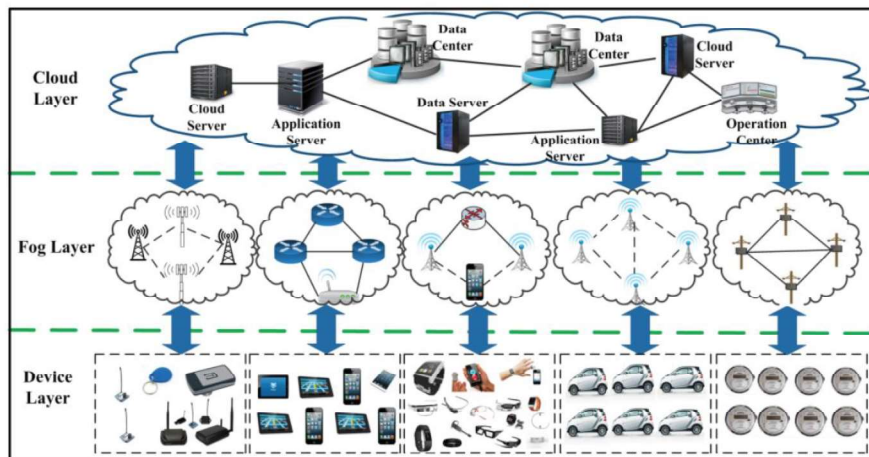 Cloud
Layer
Data
Center
Data
Center
Cloud
Server
Cloud
Server
Application
Server
Data Server
Application
Server
Operation
Center
Fog Layer
Device
Layer